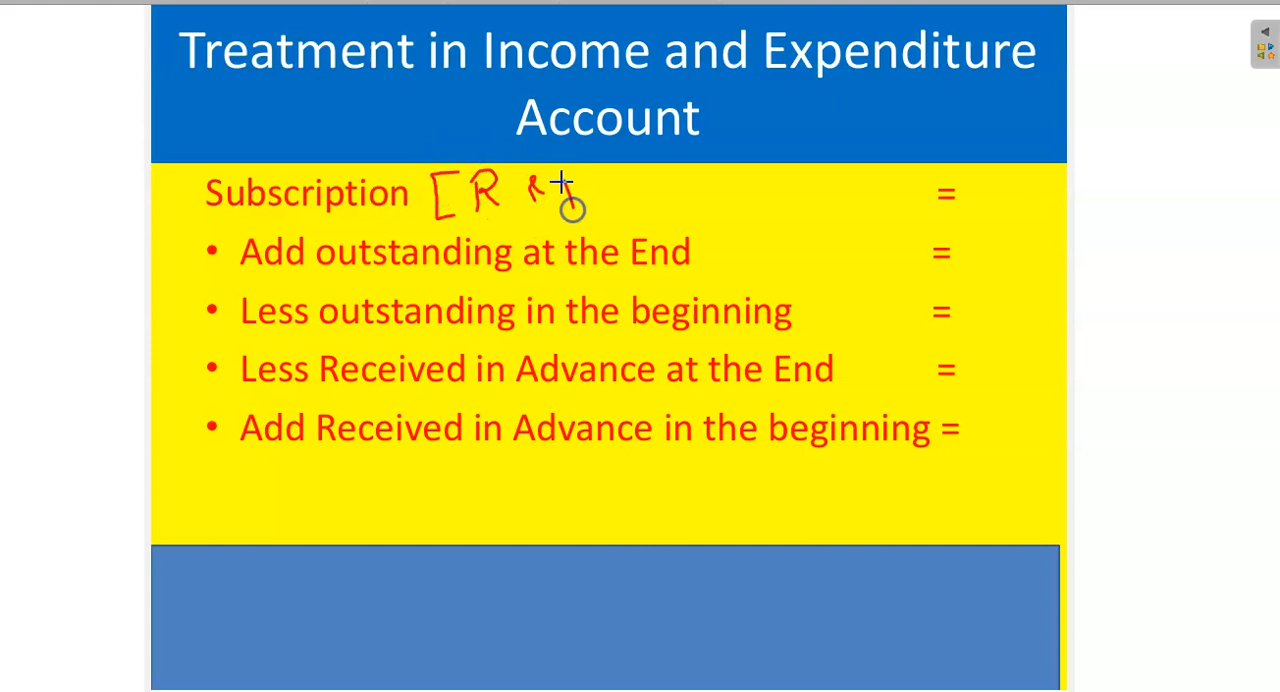 Treatment in Income and Expenditure
Account
Subscription [ R & =
• Add outstanding at the End =
• Less outstanding in the beginning =
• Less Received in Advance at the End =
• Add Received in Advance in the beginning =